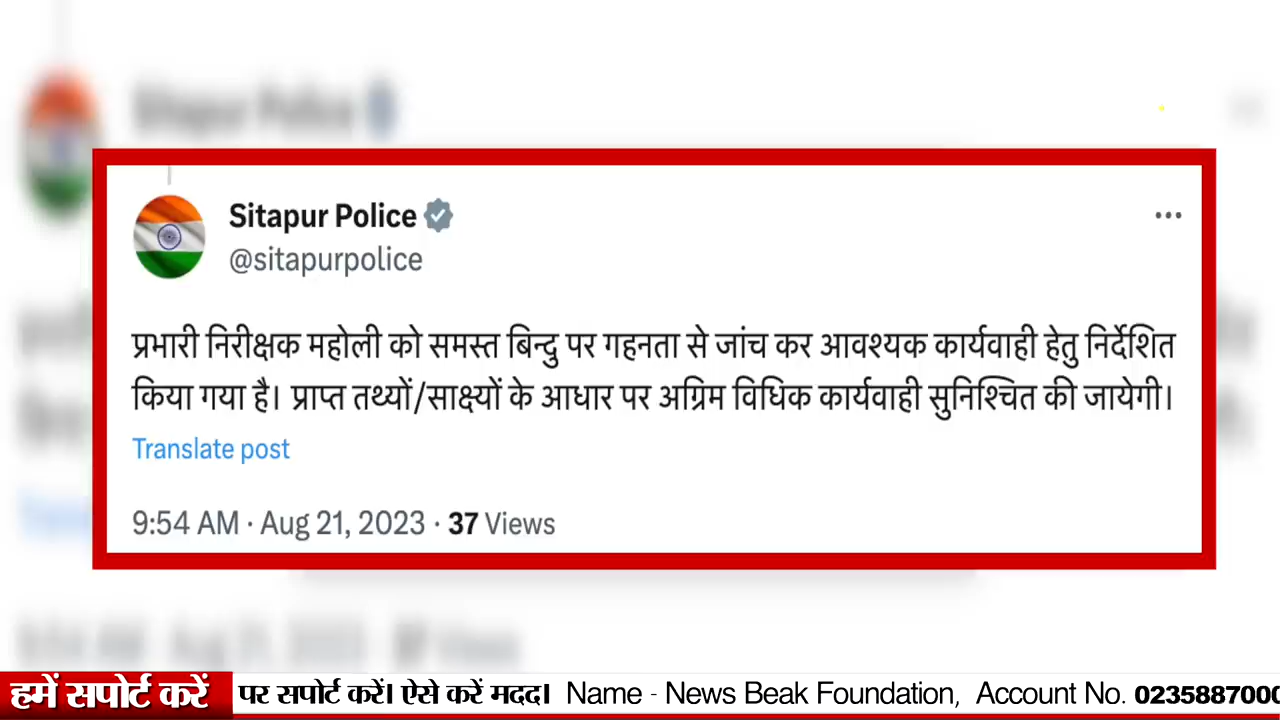 Sitapur Police
@sitapurpolice
प्रभारी निरीक्षक महोली को समस्त बिन्दु पर गहनता से जांच कर आवश्यक कार्यवाही हेतु निर्देशित
किया गया है। प्राप्त तथ्यों/साक्ष्यों के आधार पर अग्रिम विधिक कार्यवाही सुनिश्चित की जायेगी।
Translate post
9:54 AM · Aug 21, 2023 · 37 Views
हमें सपोर्ट करें पर सपोर्ट करें। ऐसे करें मदद। Name - News Beak Foundation, Account No. 0235887000